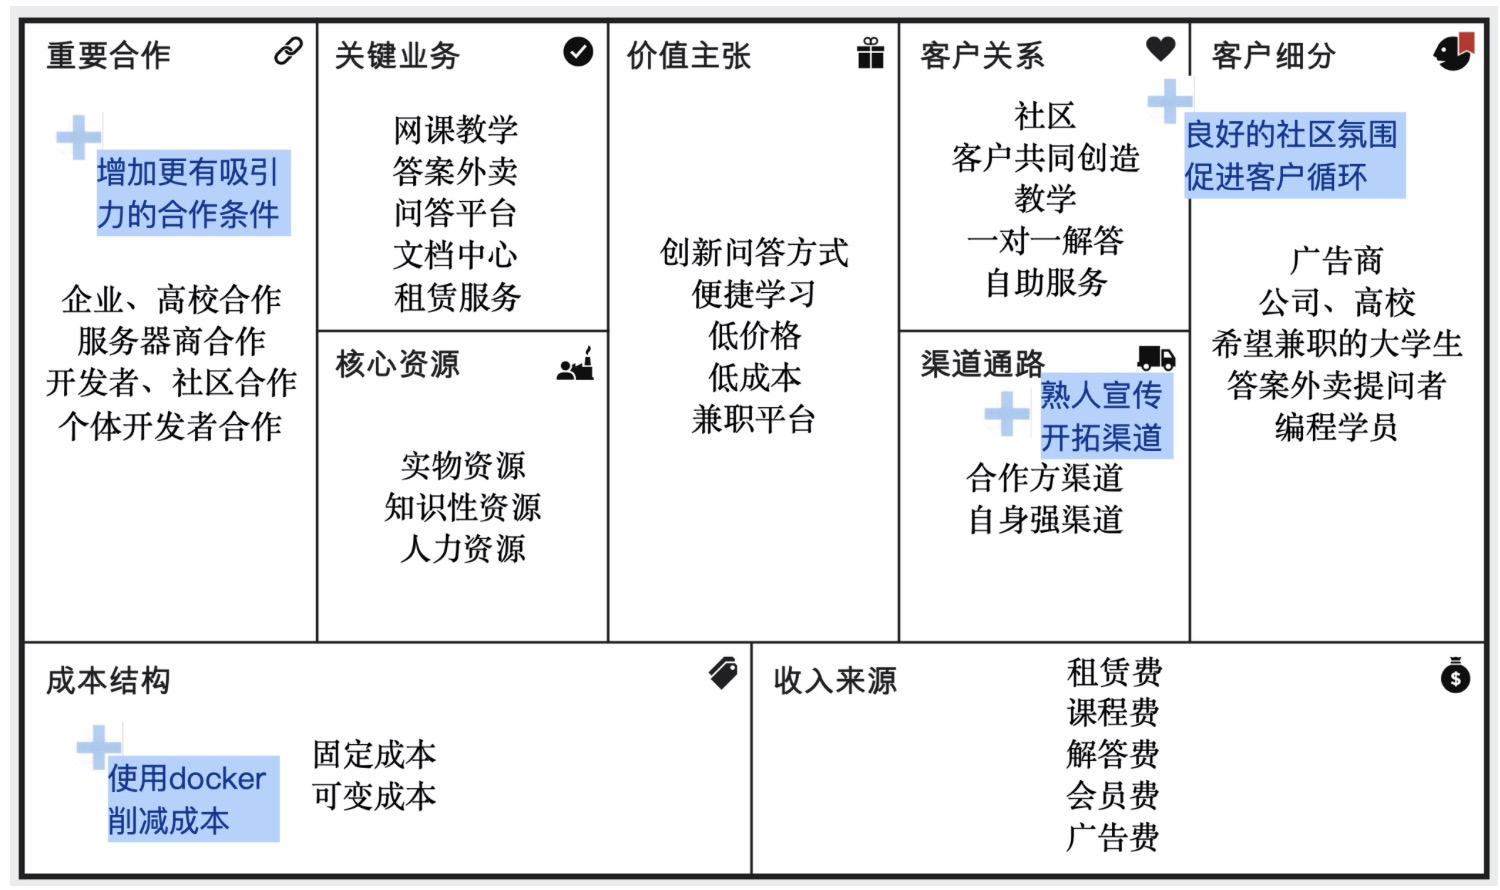 重要合作
增加更有吸引
力的合作条件
企业、高校合作
服务器商合作
开发者、社区合作
个体开发者合作
关键业务
网课教学
答案外卖
问答平台
文档中心
租赁服务
核心资源
实物资源
知识性资源
人力资源
价值主张
创新问答方式
便捷学习
低价格
低成本
兼职平台
客户关系
社区
客户共同创造
教学
一对一解答
自助服务
渠道通路
熟人宣传
开拓渠道
合作方渠道
自身强渠道
客户细分
良好的社区氛围
促进客户循环
广告商
公司、高校
希望兼职的大学生
答案外卖提问者
编程学员
成本结构
使用docker
削减成本
固定成本
可变成本
收入来源
租赁费
课程费
解答费
会员费
广告费
$